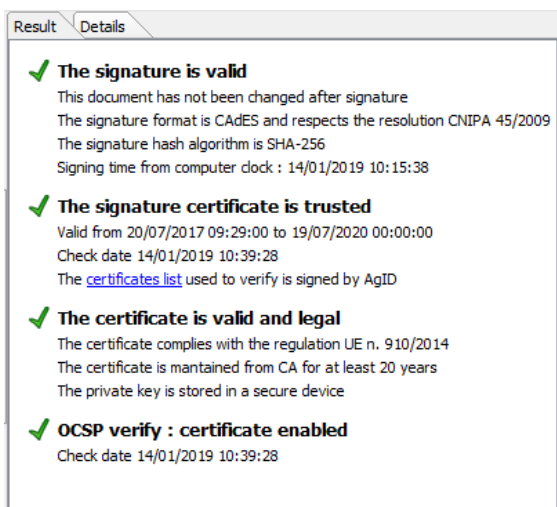 Result
Details
The signature is valid
This document has not been changed after signature
The signature format is CAdES and respects the resolution CNIPA 45/2009
The signature hash algorithm is SHA-256
Signing time from computer clock : 14/01/2019 10:15:38
The signature certificate is trusted
Valid from 20/07/2017 09:29:00 to 19/07/2020 00:00:00
Check date 14/01/2019 10:39:28
The certificates list used to verify is signed by AgID
The certificate is valid and legal
The certificate complies with the regulation UE n. 910/2014
The certificate is mantained from CA for at least 20 years
The private key is stored in a secure device
OCSP verify : certificate enabled
Check date 14/01/2019 10:39:28